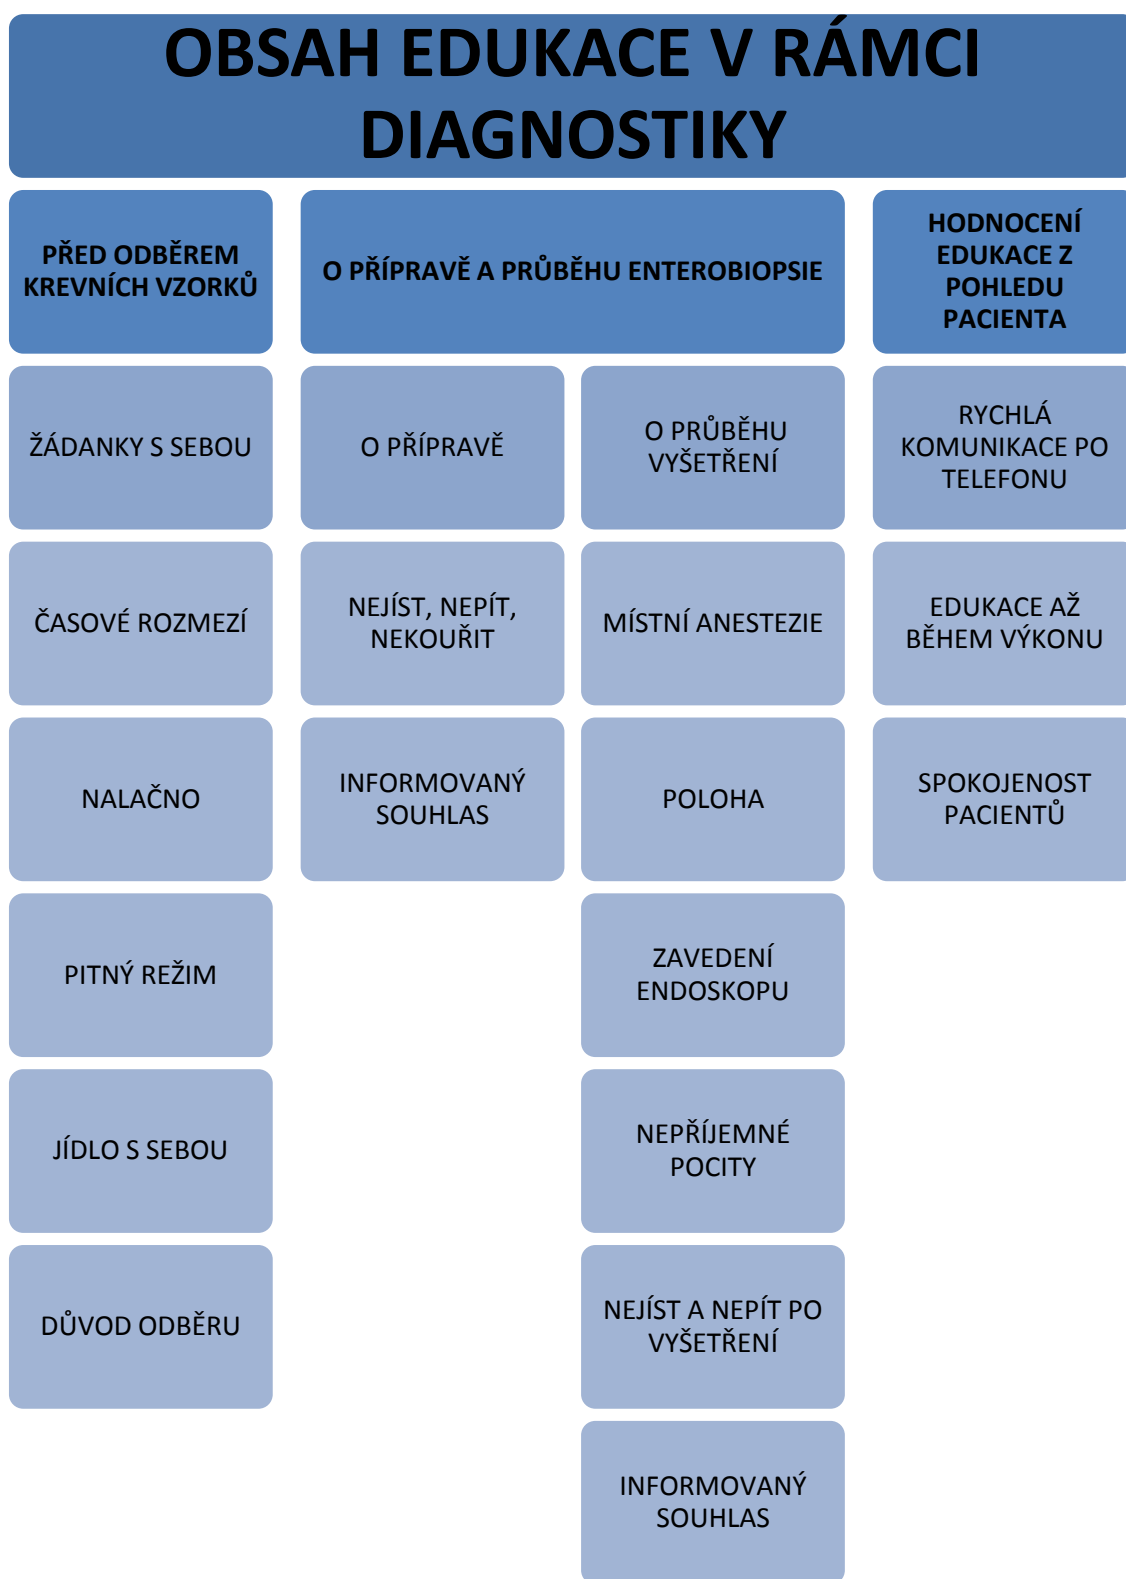 OBSAH EDUKACE V RÁMCI
DIAGNOSTIKY
PŘED ODBĚREM
KREVNÍCH VZORKŮ
O PŘÍPRAVĚ A PRŮBĚHU ENTEROBIOPSIE
HODNOCENÍ
EDUKACE Z
POHLEDU
PACIENTA
ŽÁDANKY S SEBOU
O PŘÍPRAVĚ
O PRŮBĚHU
VYŠETŘENÍ
RYCHLÁ
KOMUNIKACE PO
TELEFONU
ČASOVÉ ROZMEZÍ
NEJÍST, NEPÍT,
NEKOUŘIT
MÍSTNÍ ANESTEZIE
EDUKACE AŽ
BĚHEM VÝKONU
NALAČNO
INFORMOVANÝ
SOUHLAS
POLOHA
SPOKOJENOST
PACIENTŮ
PITNÝ REŽIM
ZAVEDENÍ
ENDOSKOPU
JÍDLO S SEBOU
NEPŘÍJEMNÉ
POCITY
DŮVOD ODBĚRU
NEJÍST A NEPÍT PO
VYŠETŘENÍ
INFORMOVANÝ
SOUHLAS